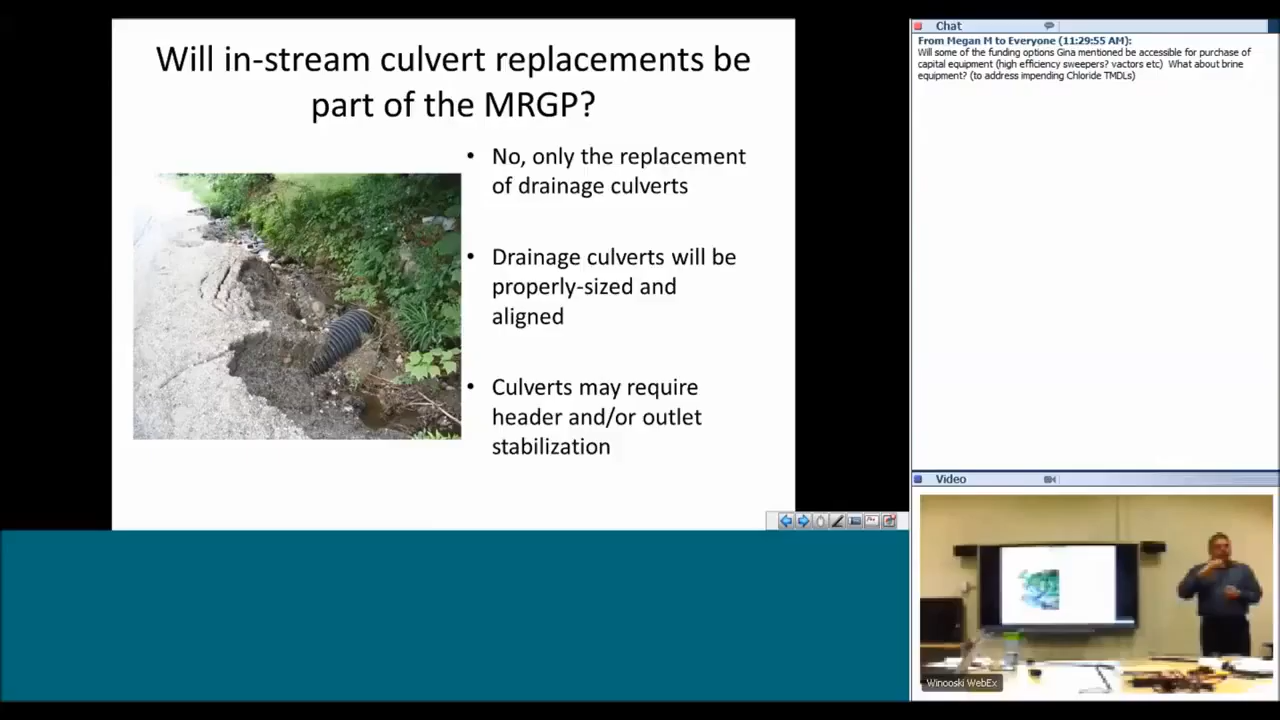 Will in-stream culvert replacements be
part of the MRGP?
• No, only the replacement
of drainage culverts
• Drainage culverts will be
properly-sized and
aligned
• Culverts may require
header and/or outlet
stabilization
Chat
From Megan M to Everyone (11:29:55 AM):
Will some of the funding options Gina mentioned be accessible for purchase of
capital equipment (high efficiency sweepers? vactors etc) What about brine
equipment? (to address impending Chloride TMDLs)
Video
Winooski WebEx